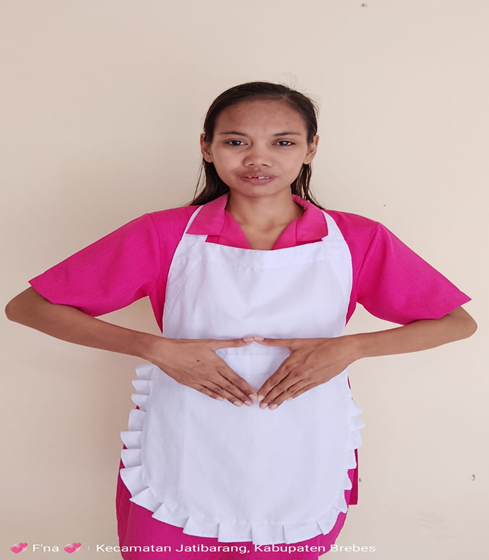 💞 F'na 💞 | Kecamatan Jatibarang, Kabupaten Brebes